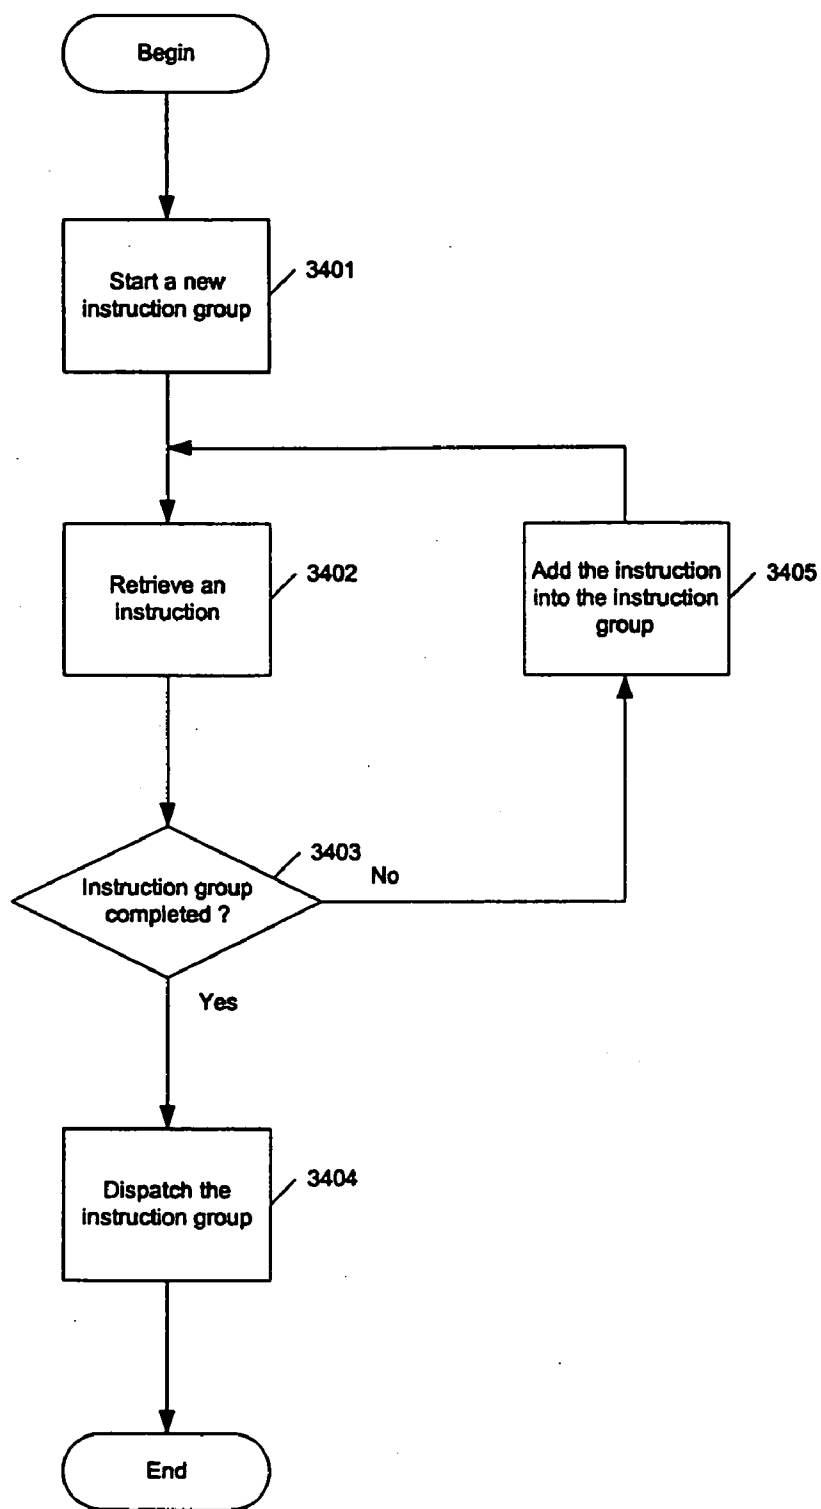 Begin
Start a new
instruction group
3401
Retrieve an
instruction
3402
Add the instruction
into the instruction
group
3405
Instruction group
completed ?
3403
No
Yes
Dispatch the
instruction group
3404
End